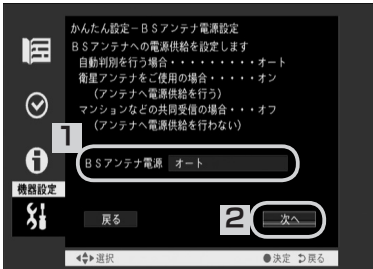 かんたん設定－ＢＳアンテナ電源設定
ＢＳアンテナへの電源供給を設定します
自動判別を行う場合・・・・・・・・・オート
衛星アンテナをご使用の場合・・・・・オン
（アンテナへ電源供給を行う）
マンションなどの共同受信の場合・・・オフ
（アンテナへ電源供給を行わない）
1
ＢＳアンテナ電源 オート
機器設定
戻る
2
次へ
選択
決定 戻る